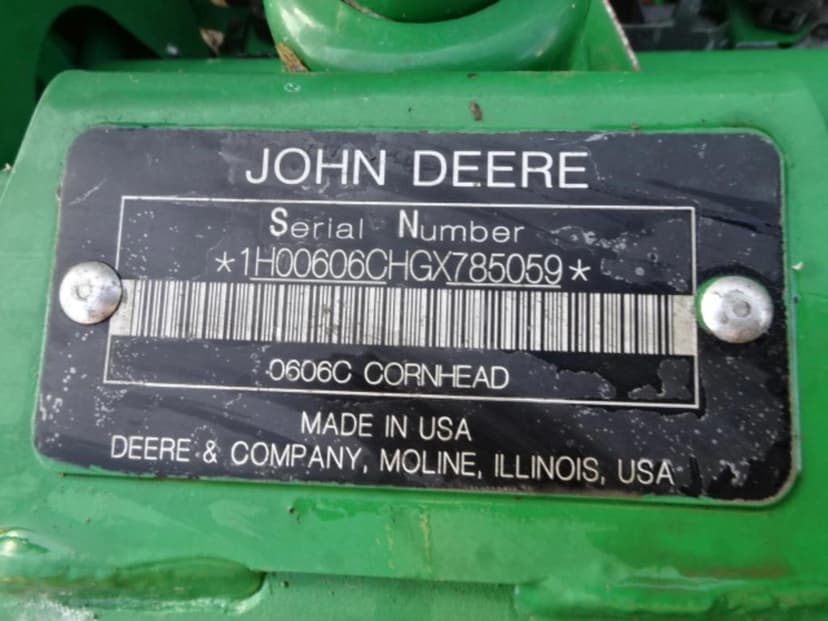 JOHN DEERE
Serial Number
*1H00606CHGX785059*
0606C CORNHEAD
MADE IN USA
DEERE & COMPANY, MOLINE, ILLINOIS, USA